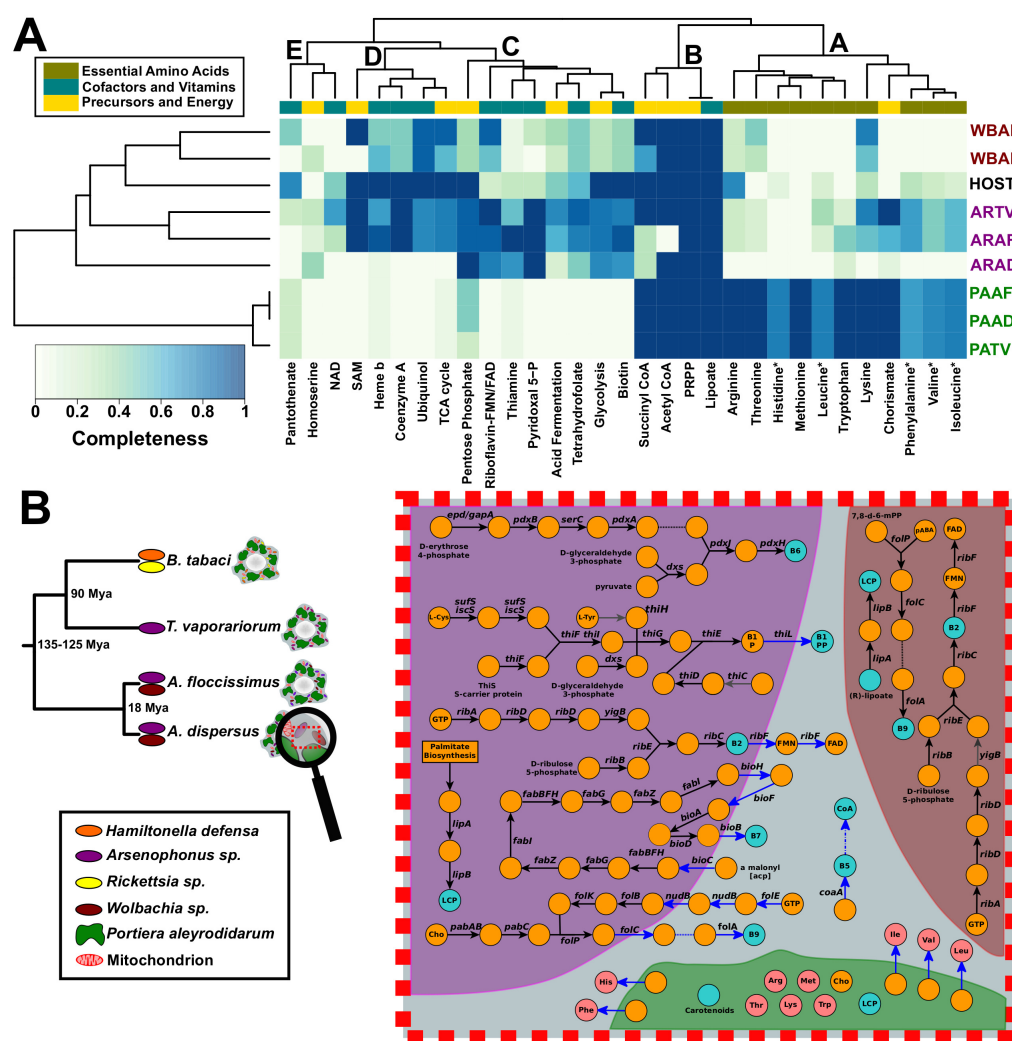 A
Essential Amino Acids
Cofactors and Vitamins
Precursors and Energy
E
D
C
B
A
WBAF
WBAD
HOST
ARTV
ARAF
ARAD
PAAF
PAAD
PATV
0
0.2
0.4
0.6
0.8
1
Completeness
Pantothenate
Homoserine
NAD
SAM
Heme b
Coenzyme A
Ubiquinol
TCA cycle
Pentose Phosphate
Riboflavin-FMN/FAD
Thiamine
Pyridoxal 5-P
Acid Fermentation
Tetrahydrofolate
Glycolysis
Biotin
Succinyl CoA
Acetyl CoA
PRPP
Lipoate
Arginine
Threonine
Histidine*
Methionine
Leucine*
Tryptophan
Lysine
Chorismate
Phenylalanine*
Valine*
Isoleucine*
B
B. tabaci
90 Mya
T. vaporariorum
135-125 Mya
A. floccissimus
18 Mya
A. dispersus
Hamiltonella defensa
Arsenophonus sp.
Rickettsia sp.
Wolbachia sp.
Portiera aleyrodidarum
Mitochondrion
epd/gapA
pdxB
serC
pdxA
D-erythrose
4-phosphate
D-glyceraldehyde
3-phosphate
pyruvate
dxs
pdxJ
pdxH
B6
L-Cys
sufS
iscS
sufS
iscS
L-Tyr
thiH
thiF
thiI
thiG
thiE
B1
P
thiL
B1
PP
thiF
ThiS
S-carrier protein
dxs
D-glyceraldehyde
3-phosphate
thiD
thiC
GTP
ribA
ribD
ribD
yigB
ribE
ribB
D-ribulose
5-phosphate
ribC
B2
ribF
FMN
ribF
FAD
Palmitate
Biosynthesis
lipA
lipB
LCP
fabI
fabBFH
fabG
fabZ
fabI
bioH
bioF
bioA
bioD
bioB
B7
fabZ
fabG
fabBFH
bioC
a malonyl
[acp]
folK
folB
nudB
nudB
folE
GTP
Cho
pabAB
pabC
folP
folC
folA
B9
CoA
B5
coaA
7,8-d-6-mPP
pABA
folP
LCP
lipB
lipA
(R)-lipoate
folC
folA
B9
FAD
ribF
FMN
ribF
B2
ribC
ribE
ribB
D-ribulose
5-phosphate
yigB
ribD
ribD
ribA
GTP
His
Phe
Carotenoids
Arg
Met
Cho
Thr
Lys
Trp
LCP
Ile
Val
Leu